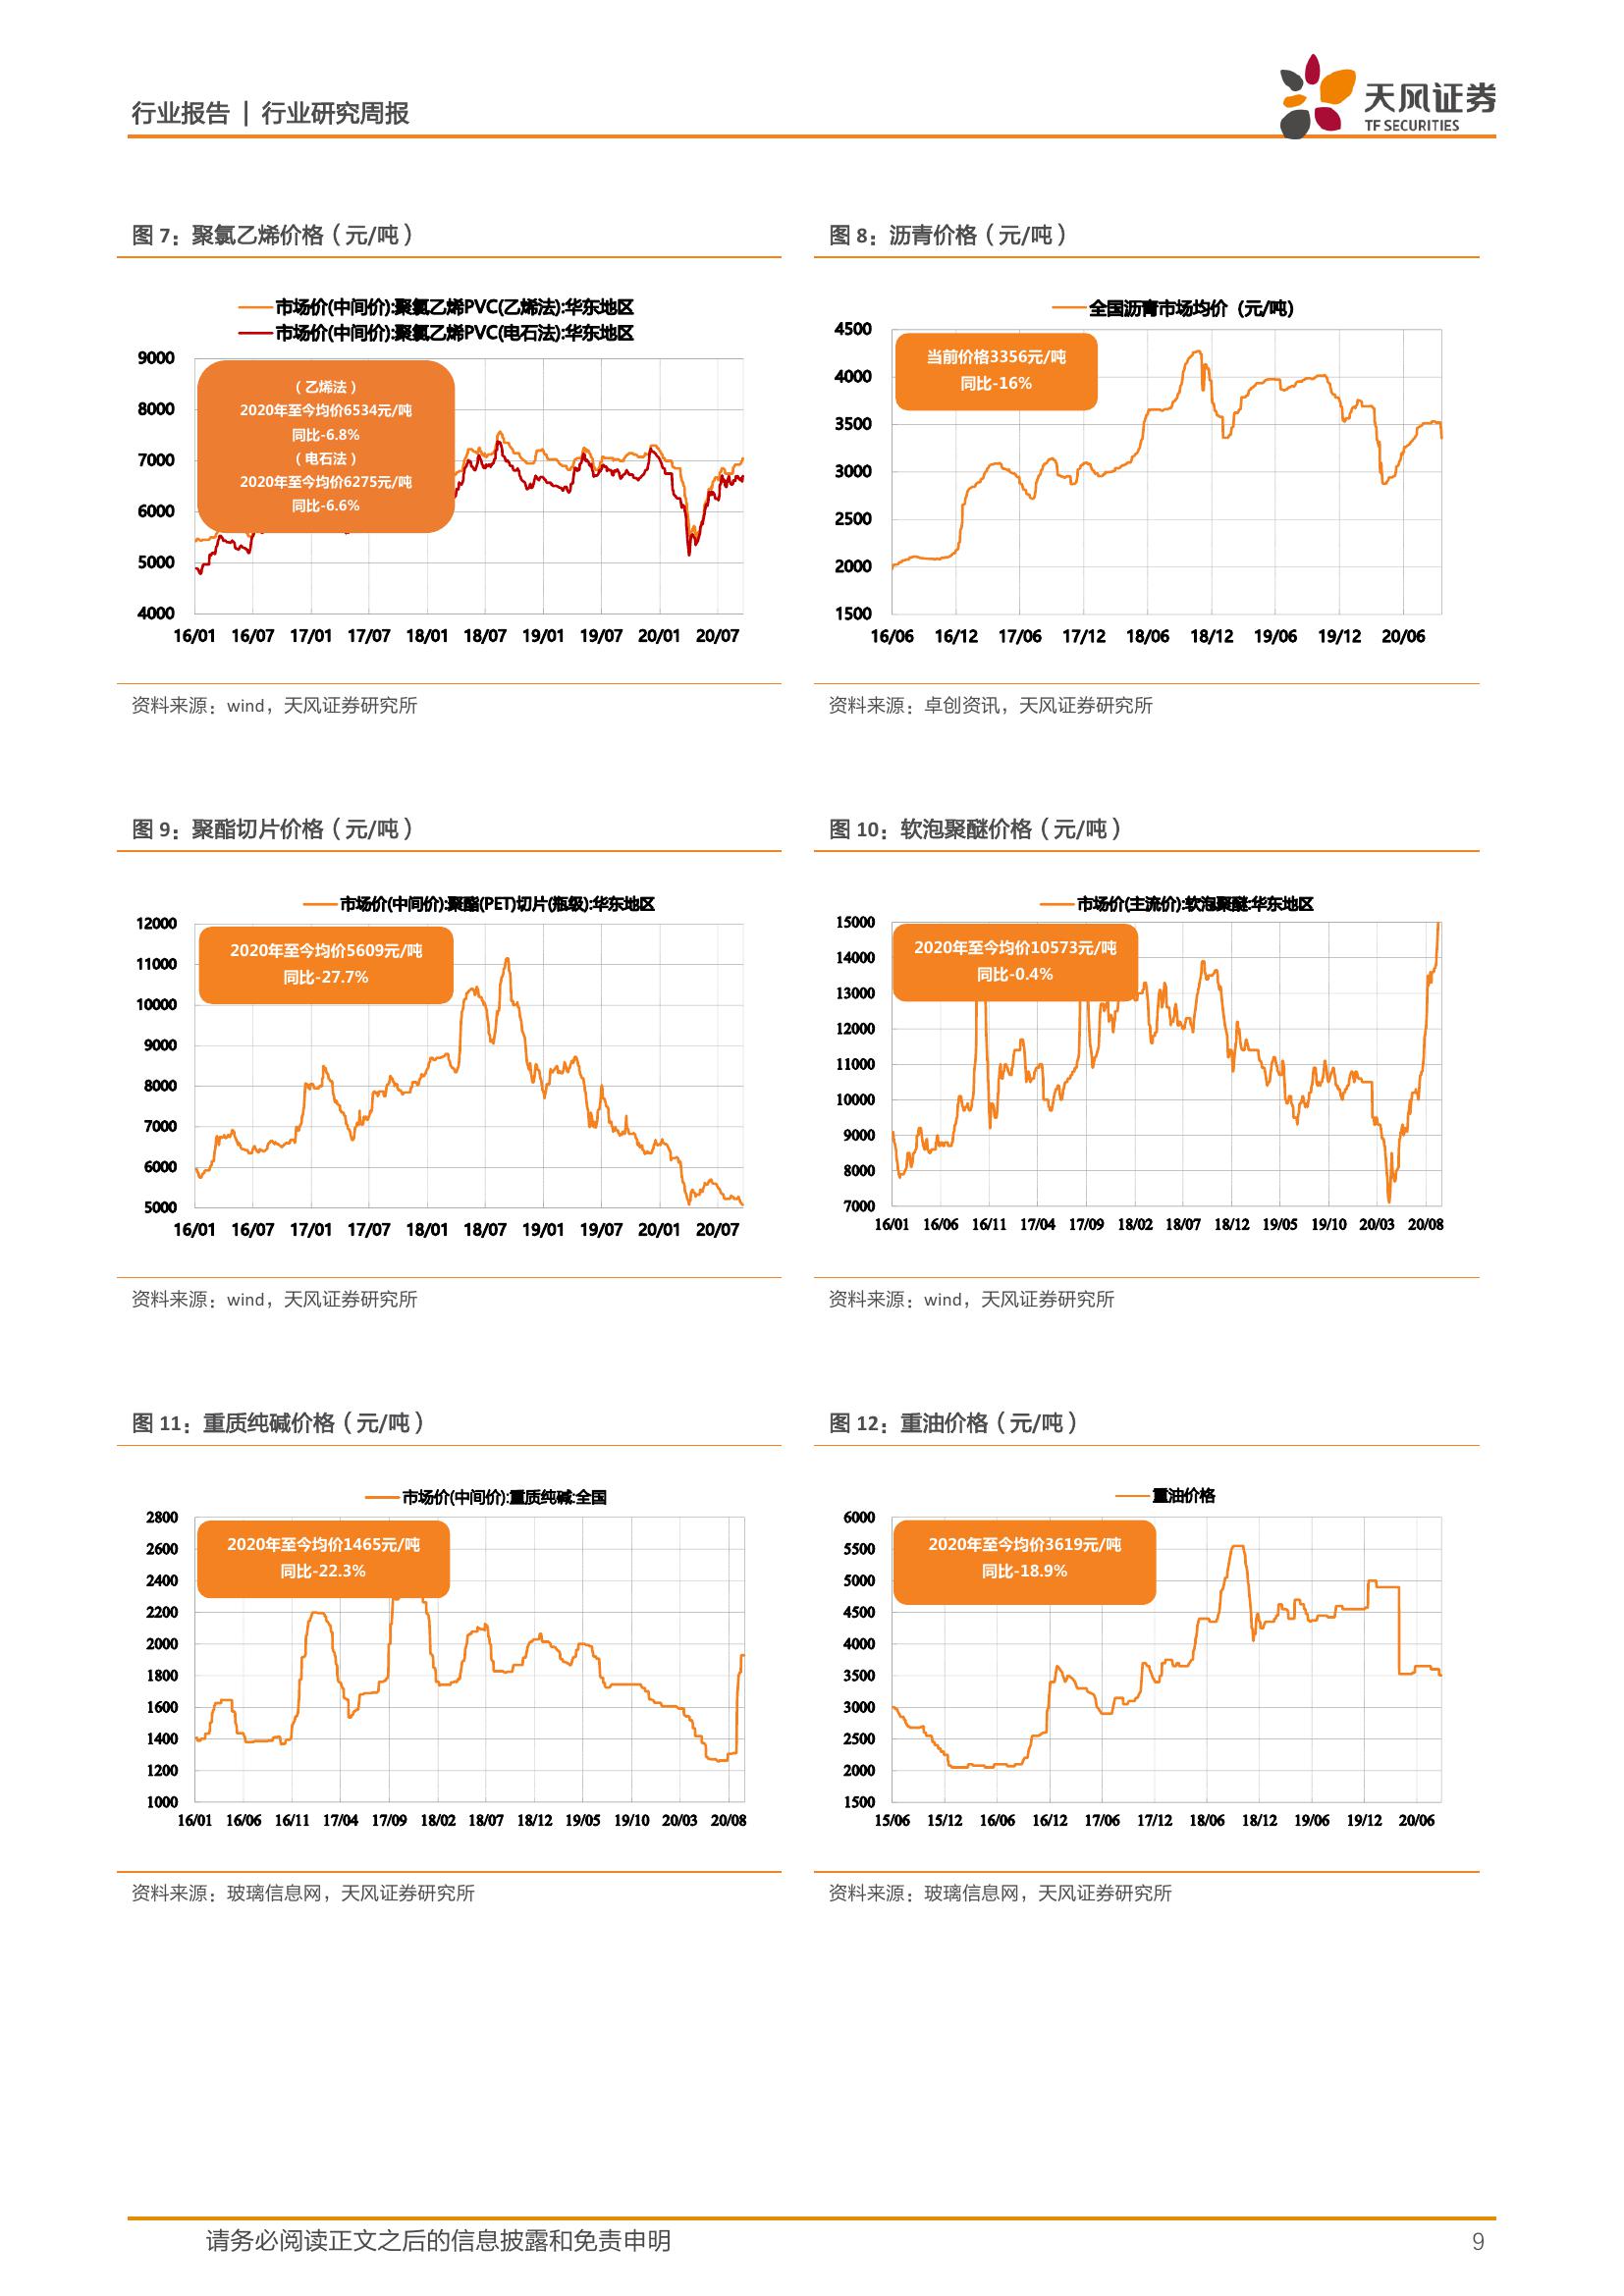 行业报告 | 行业研究周报
天风证券
TF SECURITIES
图 7：聚氯乙烯价格（元/吨）
市场价(中间价):聚氯乙烯PVC(乙烯法):华东地区
市场价(中间价):聚氯乙烯PVC(电石法):华东地区
9000
8000
7000
6000
5000
4000
（乙烯法）
2020年至今均价6534元/吨
同比-6.8%
（电石法）
2020年至今均价6275元/吨
同比-6.6%
16/01 16/07 17/01 17/07 18/01 18/07 19/01 19/07 20/01 20/07
资料来源：wind，天风证券研究所
图 8：沥青价格（元/吨）
全国沥青市场均价（元/吨）
4500
4000
3500
3000
2500
2000
1500
当前价格3356元/吨
同比-16%
16/06 16/12 17/06 17/12 18/06 18/12 19/06 19/12 20/06
资料来源：卓创资讯，天风证券研究所
图 9：聚酯切片价格（元/吨）
市场价(中间价):聚酯(PET)切片(瓶级):华东地区
12000
11000
10000
9000
8000
7000
6000
5000
2020年至今均价5609元/吨
同比-27.7%
16/01 16/07 17/01 17/07 18/01 18/07 19/01 19/07 20/01 20/07
资料来源：wind，天风证券研究所
图 10：软泡聚醚价格（元/吨）
市场价(主流价):软泡聚醚:华东地区
15000
14000
13000
12000
11000
10000
9000
8000
7000
2020年至今均价10573元/吨
同比-0.4%
16/01 16/06 16/11 17/04 17/09 18/02 18/07 18/12 19/05 19/10 20/03 20/08
资料来源：wind，天风证券研究所
图 11：重质纯碱价格（元/吨）
市场价(中间价):重质纯碱:全国
2800
2600
2400
2200
2000
1800
1600
1400
1200
1000
2020年至今均价1465元/吨
同比-22.3%
16/01 16/06 16/11 17/04 17/09 18/02 18/07 18/12 19/05 19/10 20/03 20/08
资料来源：玻璃信息网，天风证券研究所
图 12：重油价格（元/吨）
重油价格
6000
5500
5000
4500
4000
3500
3000
2500
2000
1500
2020年至今均价3619元/吨
同比-18.9%
15/06 15/12 16/06 16/12 17/06 17/12 18/06 18/12 19/06 19/12 20/06
资料来源：玻璃信息网，天风证券研究所
请务必阅读正文之后的信息披露和免责申明
9